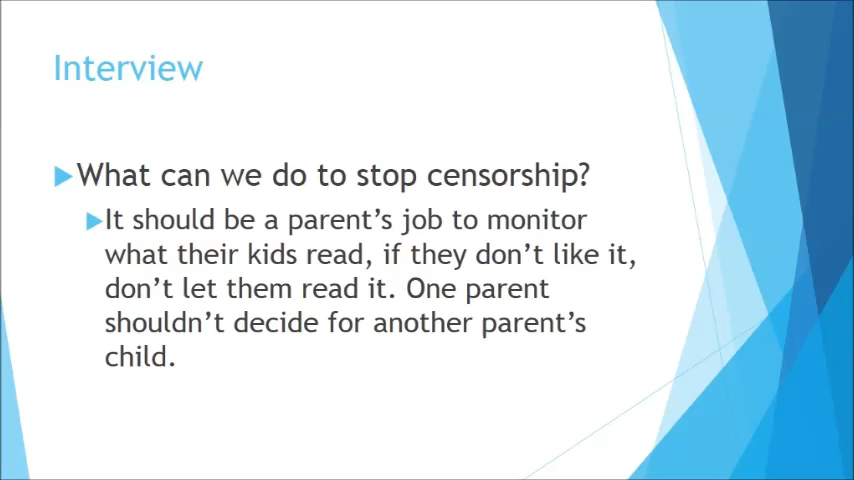 Interview
What can we do to stop censorship?
It should be a parent's job to monitor
what their kids read, if they don't like it,
don't let them read it. One parent
shouldn't decide for another parent's
child.